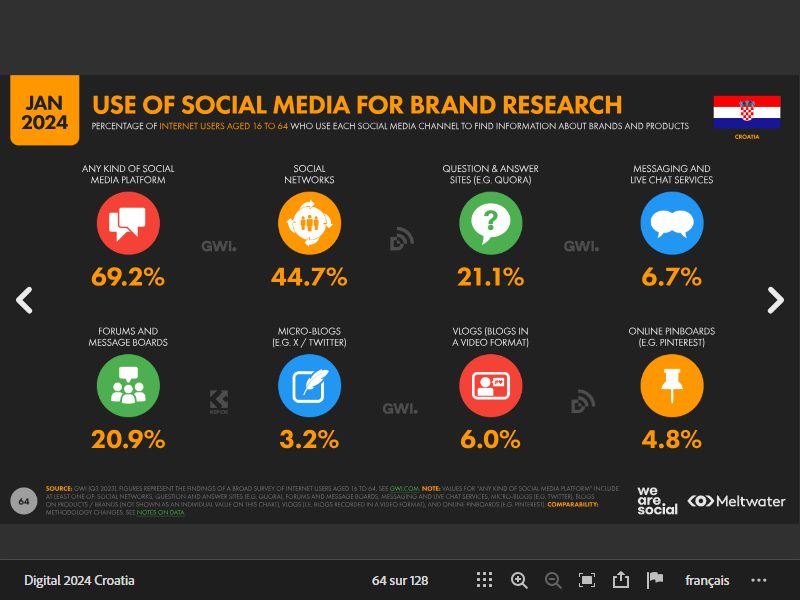 JAN
2024
USE OF SOCIAL MEDIA FOR BRAND RESEARCH
PERCENTAGE OF INTERNET USERS AGED 16 TO 64 WHO USE EACH SOCIAL MEDIA CHANNEL TO FIND INFORMATION ABOUT BRANDS AND PRODUCTS
CROATIA
ANY KIND OF SOCIAL
MEDIA PLATFORM
69.2%
SOCIAL
NETWORKS
44.7%
QUESTION & ANSWER
SITES (E.G. QUORA)
?
21.1%
MESSAGING AND
LIVE CHAT SERVICES
6.7%
GWI.
GWI.
FORUMS AND
MESSAGE BOARDS
20.9%
MICRO-BLOGS
(E.G. X / TWITTER)
3.2%
VLOGS (BLOGS IN
A VIDEO FORMAT)
6.0%
ONLINE PINBOARDS
(E.G. PINTEREST)
4.8%
KEPIOS
GWI.
64
SOURCE: GWI (Q3 2023). FIGURES REPRESENT THE FINDINGS OF A BROAD SURVEY OF INTERNET USERS AGED 16 TO 64. SEE GWI.COM. NOTE: VALUES FOR "ANY KIND OF SOCIAL MEDIA PLATFORM" INCLUDE
AT LEAST ONE OF: SOCIAL NETWORKS, QUESTION AND ANSWER SITES (E.G. QUORA), FORUMS AND MESSAGE BOARDS, MESSAGING AND LIVE CHAT SERVICES, MICRO-BLOGS (E.G. TWITTER), BLOGS
ON PRODUCTS / BRANDS (NOT SHOWN AS AN INDIVIDUAL VALUE ON THIS CHART), VLOGS (I.E. BLOGS RECORDED IN A VIDEO FORMAT), AND ONLINE PINBOARDS (E.G. PINTEREST). COMPARABILITY:
METHODOLOGY CHANGES. SEE NOTES ON DATA.
we
are.
social
Meltwater
Digital 2024 Croatia
64 sur 128
français